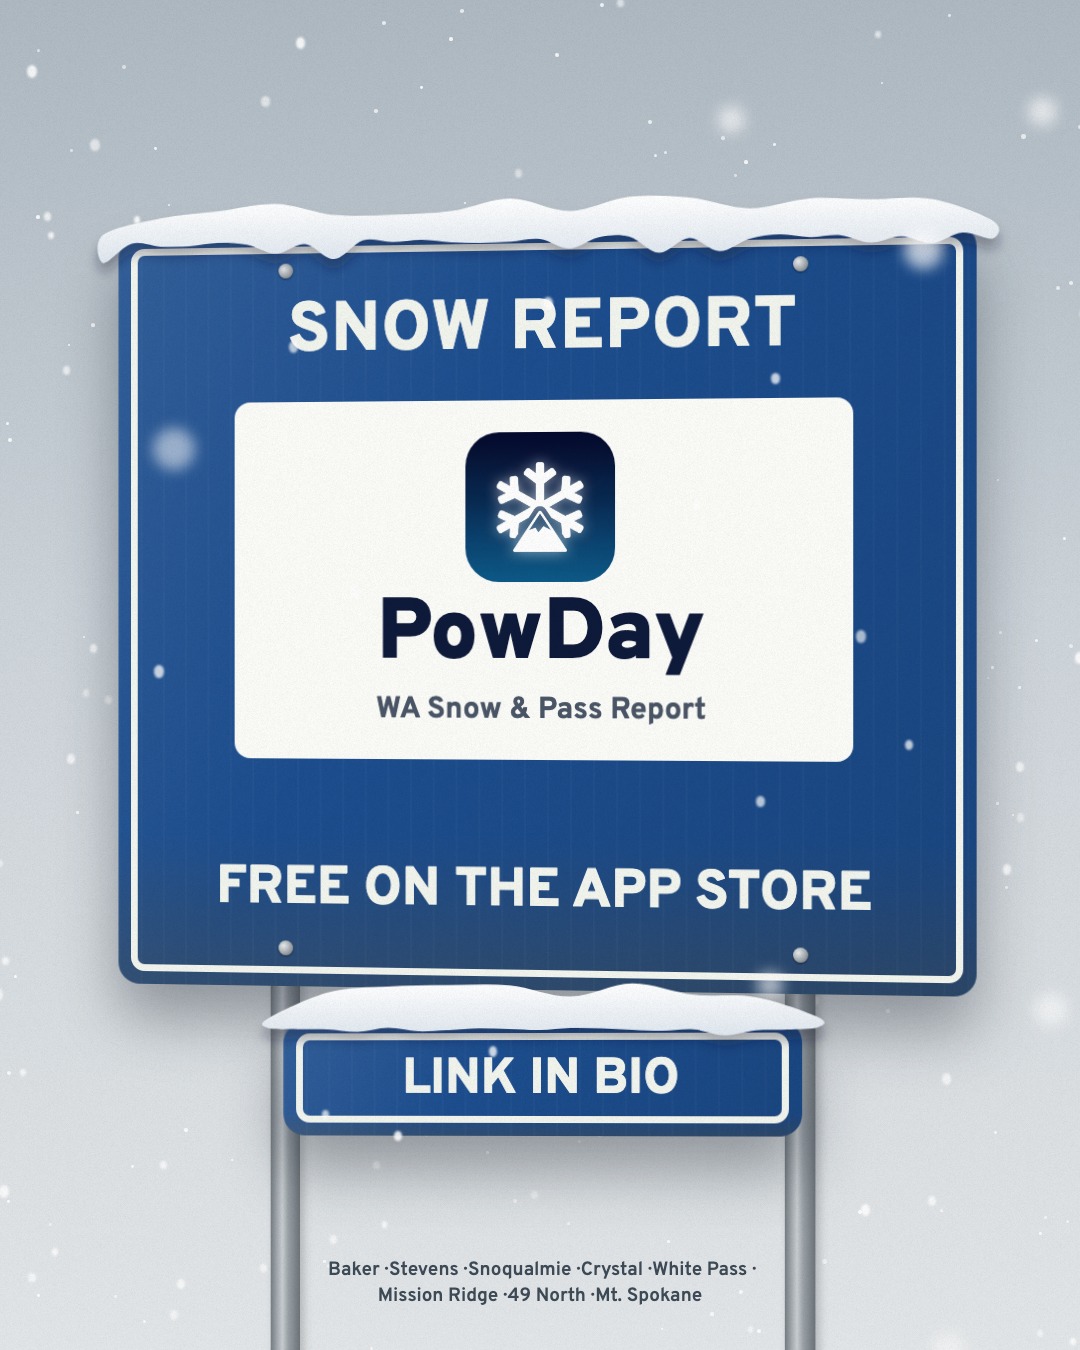 SNOW REPORT
PowDay
WA Snow & Pass Report
FREE ON THE APP STORE
LINK IN BIO
Baker ·Stevens ·Snoqualmie ·Crystal ·White Pass ·
Mission Ridge ·49 North ·Mt. Spokane